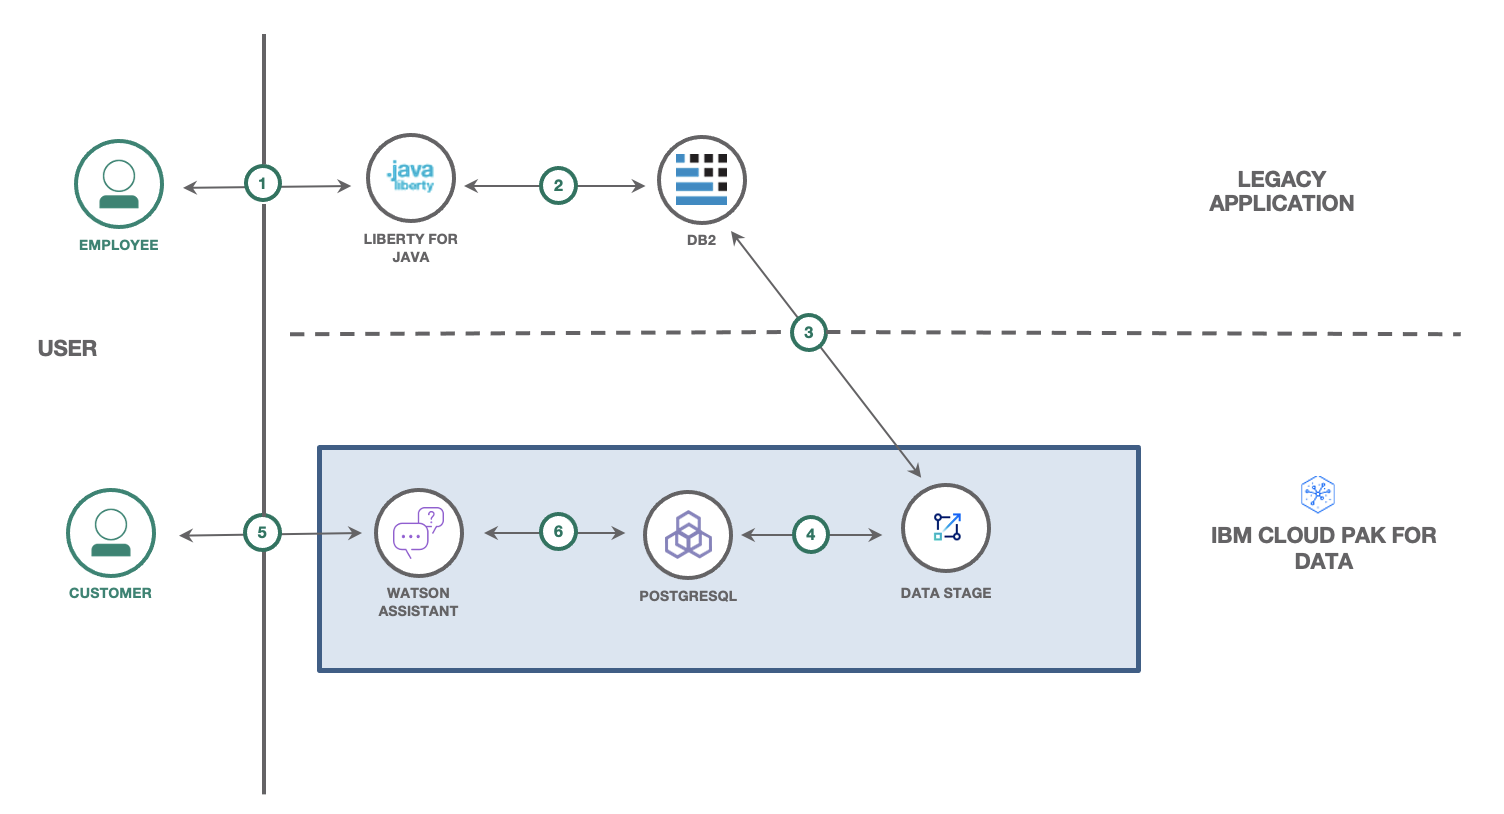 1
.java
liberty
2
EMPLOYEE
LIBERTY FOR
JAVA
DB2
LEGACY
APPLICATION
3
USER
5
?
6
4
CUSTOMER
WATSON
ASSISTANT
POSTGRESQL
DATA STAGE
IBM CLOUD PAK FOR
DATA